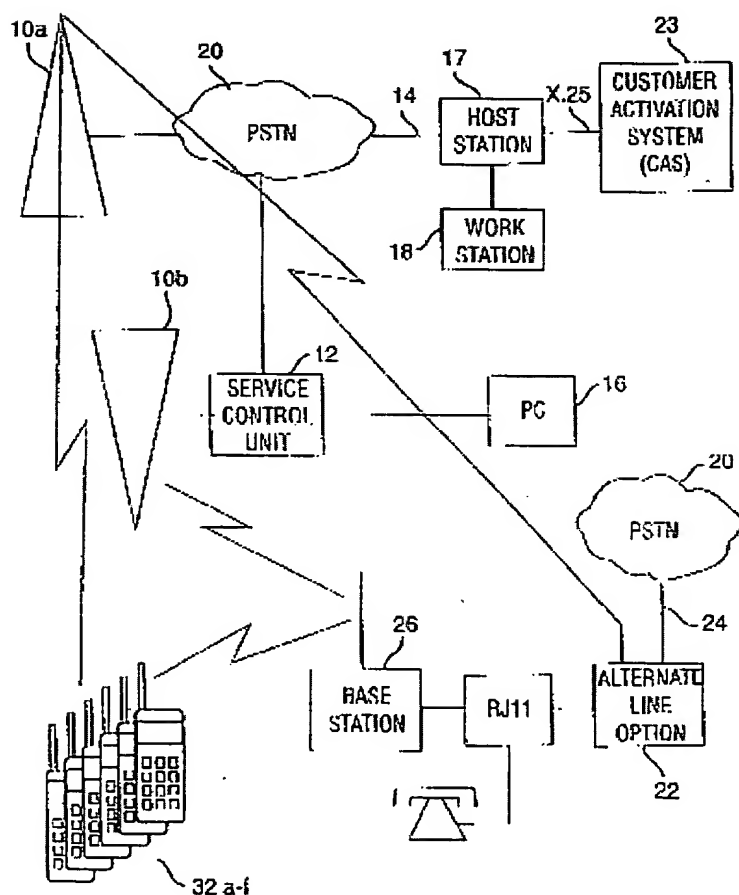 10a
20
PSTN
14
17
HOST
STATION
X.25
23
CUSTOMER
ACTIVATION
SYSTEM
(CAS)
18
WORK
STATION
10b
12
SERVICE
CONTROL
UNIT
PC
16
20
PSTN
24
26
BASE
STATION
RJ11
ALTERNATE
LINE
OPTION
22
32 a-f